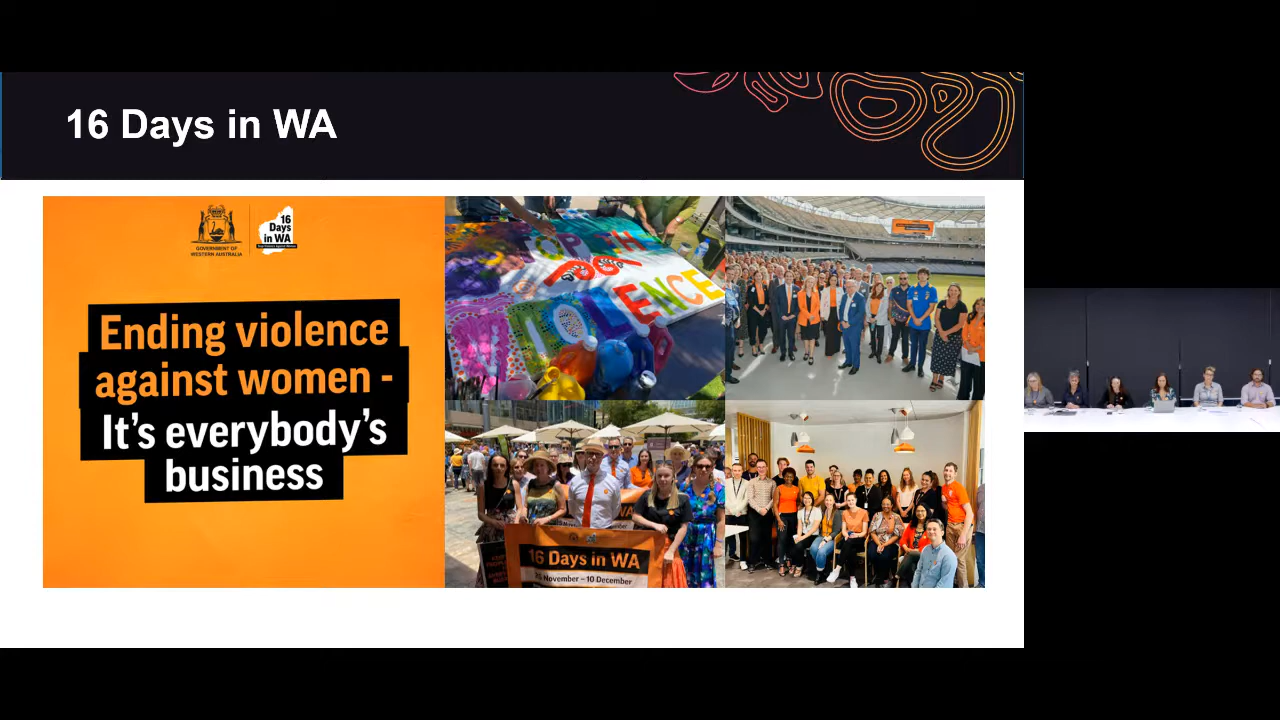 16 Days in WA
GOVERNMENT OF
WESTERN AUSTRALIA
16
Days
in WA
Ending violence
against women -
It's everybody's
business
VIOLENCE
16 Days in WA
November – 10 December